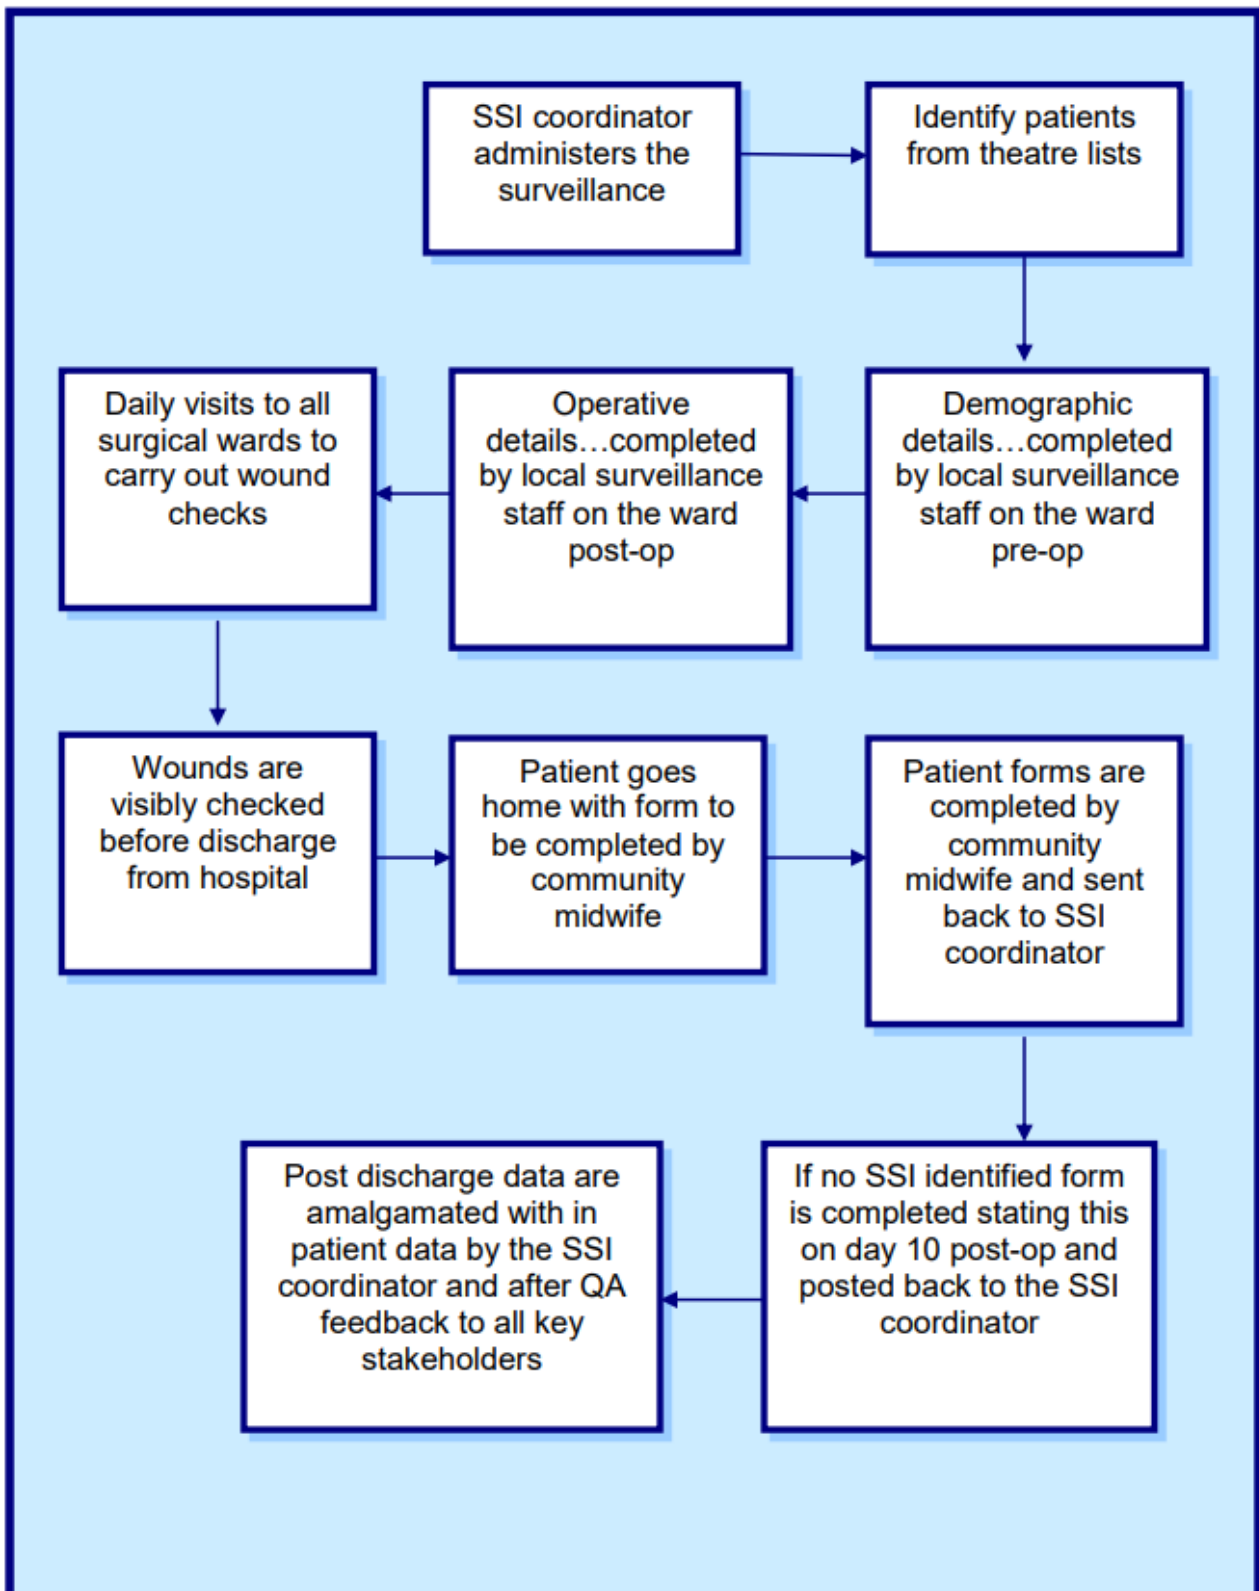 SSI coordinator
administers the
surveillance
Identify patients
from theatre lists
Demographic
details…completed
by local surveillance
staff on the ward
pre-op
Operative
details…completed
by local surveillance
staff on the ward
post-op
Daily visits to all
surgical wards to
carry out wound
checks
Wounds are
visibly checked
before discharge
from hospital
Patient goes
home with form to
be completed by
community
midwife
Patient forms are
completed by
community
midwife and sent
back to SSI
coordinator
If no SSI identified form
is completed stating this
on day 10 post-op and
posted back to the SSI
coordinator
Post discharge data are
amalgamated with in
patient data by the SSI
coordinator and after QA
feedback to all key
stakeholders